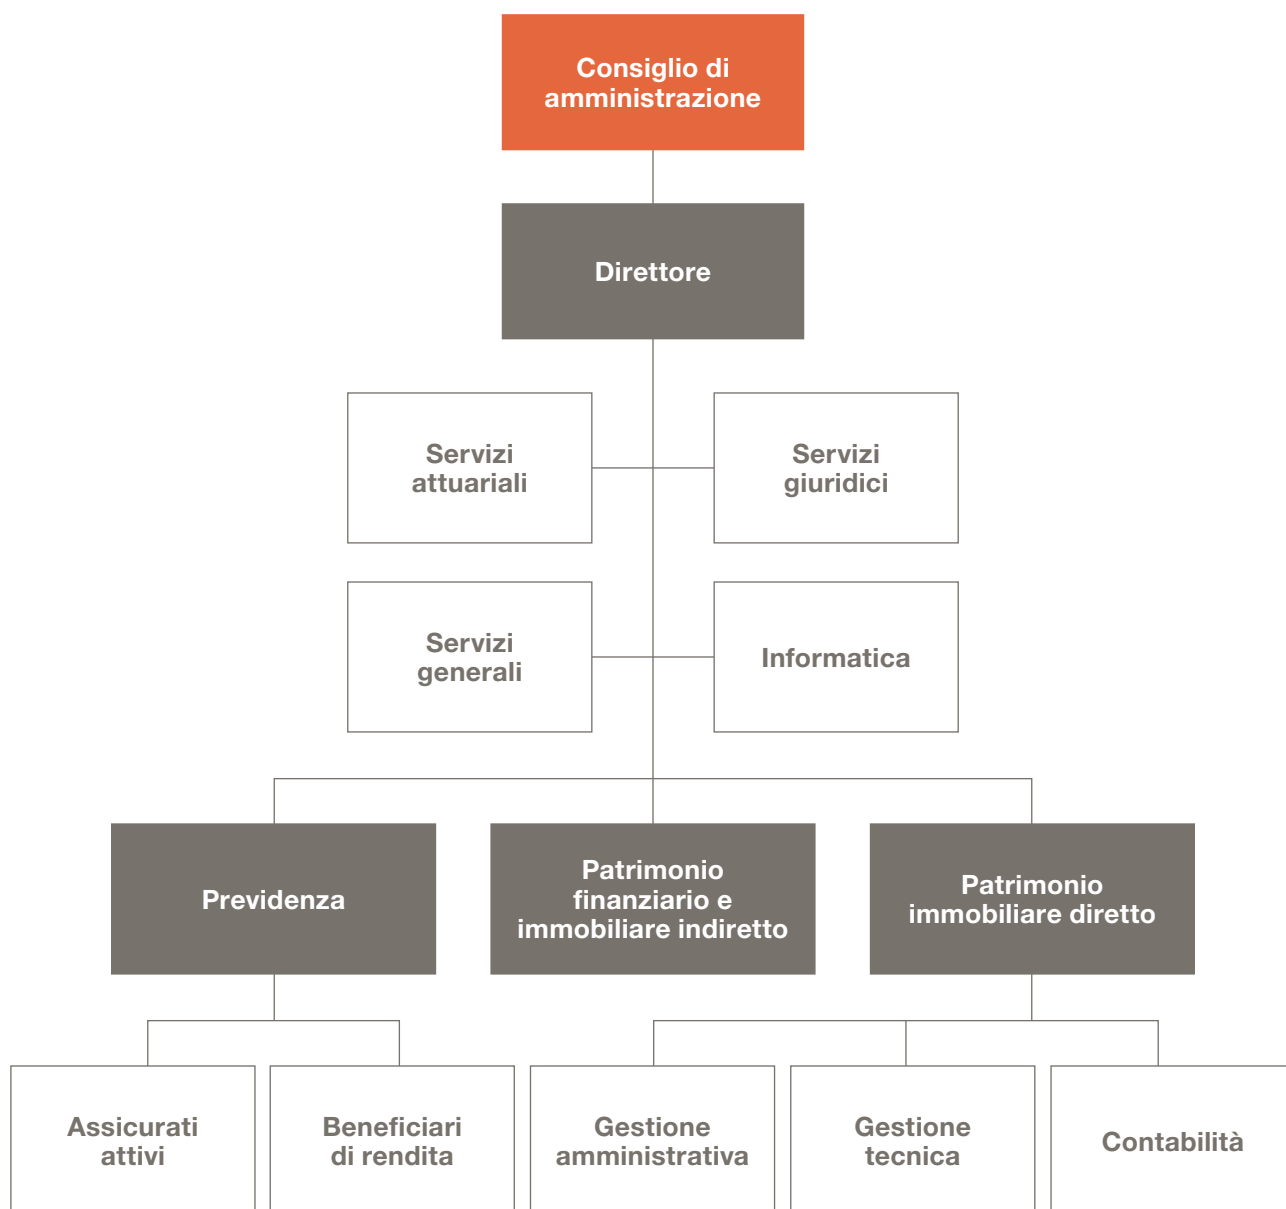 Consiglio di
amministrazione
Direttore
Servizi
attuariali
Servizi
giuridici
Servizi
generali
Informatica
Previdenza
Patrimonio
finanziario e
immobiliare indiretto
Patrimonio
immobiliare diretto
Assicurati
attivi
Beneficiari
di rendita
Gestione
amministrativa
Gestione
tecnica
Contabilità